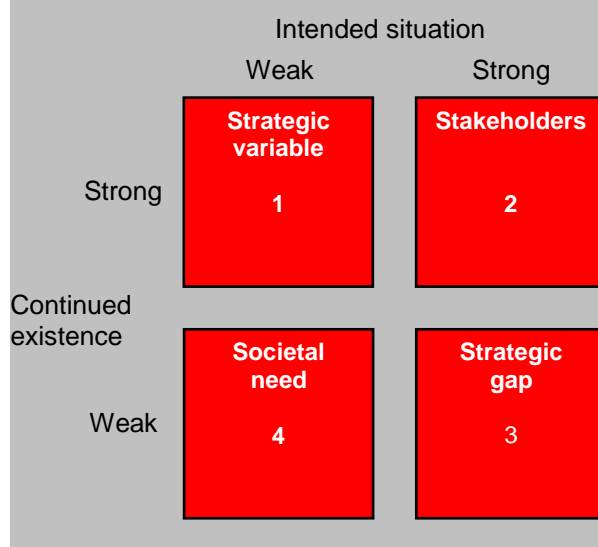 Intended situation
Weak Strong
Strategic variable
Stakeholders
Strong
1
2
Continued
existence
Societal
need
Strategic
gap
Weak
4
3